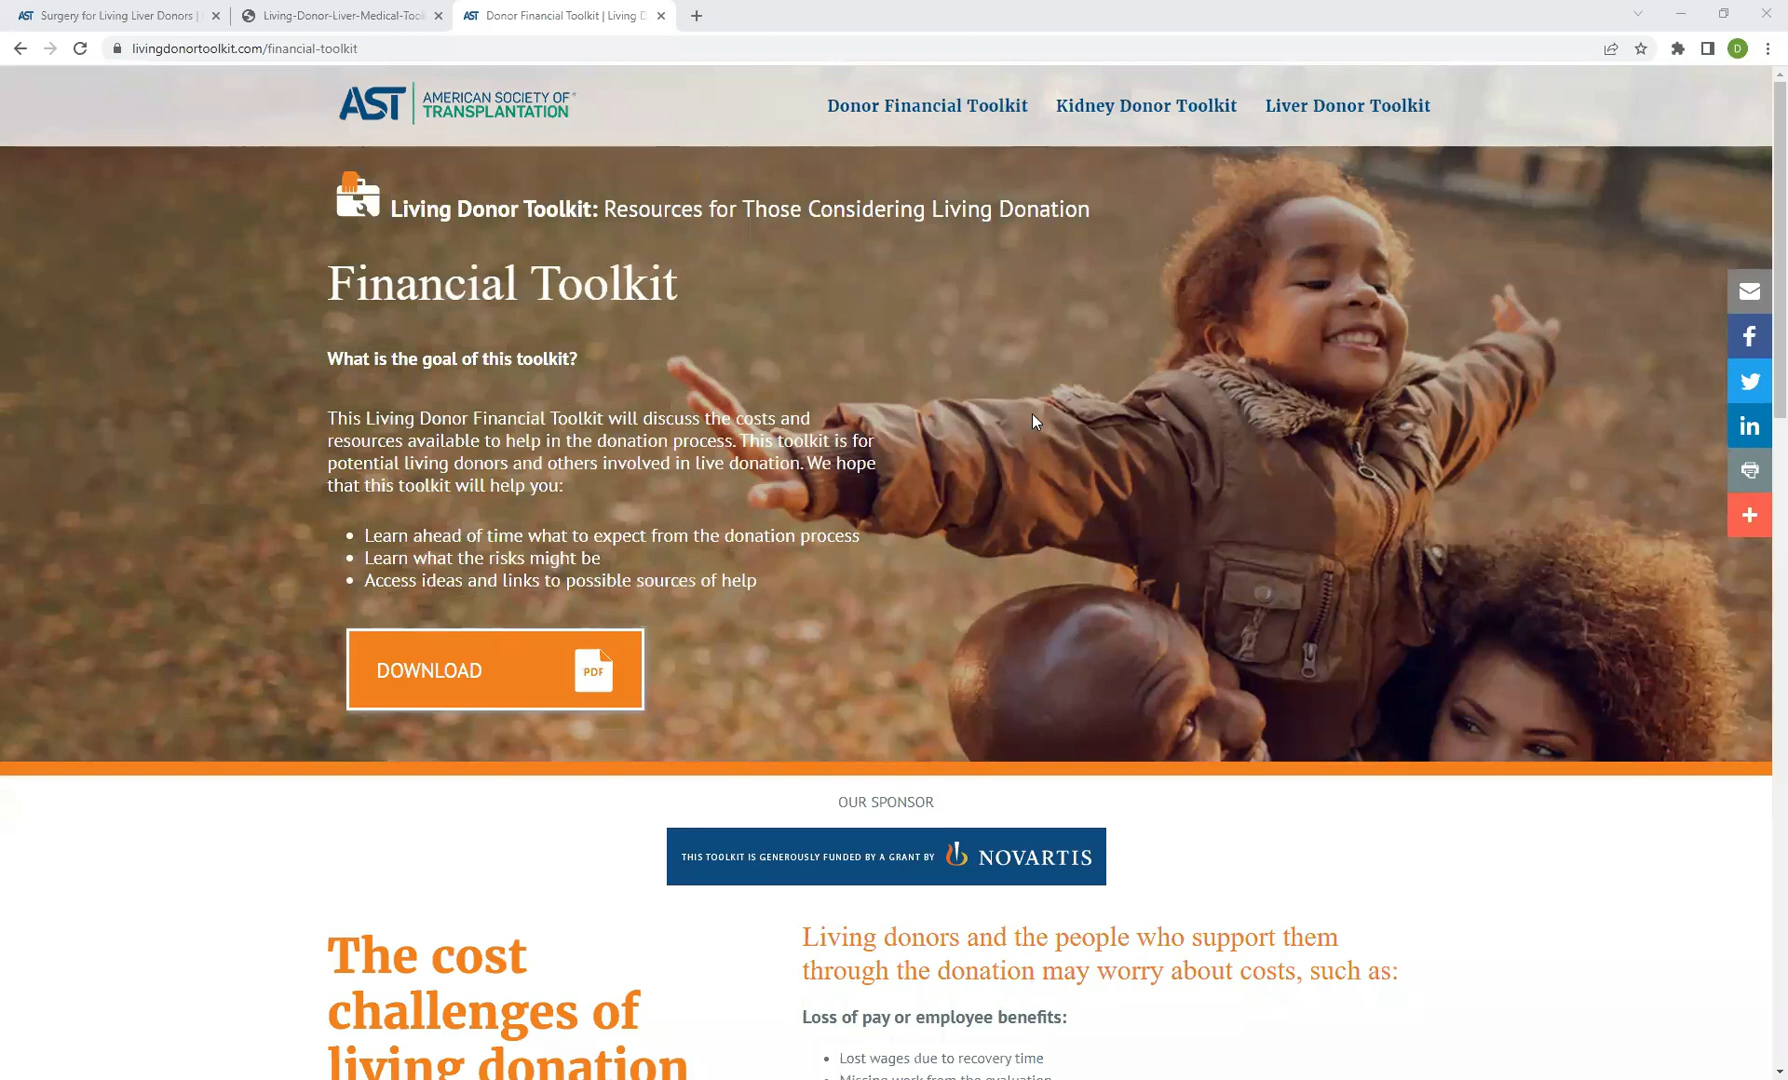 Surgery for Living Liver Donors |
Living-Donor-Liver-Medical-Tool
Donor Financial Toolkit | Living D
livingdonortoolkit.com/financial-toolkit
D
AST AMERICAN SOCIETY OF TRANSPLANTATION
Donor Financial Toolkit
Kidney Donor Toolkit
Liver Donor Toolkit
Living Donor Toolkit: Resources for Those Considering Living Donation
Financial Toolkit
What is the goal of this toolkit?
This Living Donor Financial Toolkit will discuss the costs and
resources available to help in the donation process. This toolkit is for
potential living donors and others involved in live donation. We hope
that this toolkit will help you:
• Learn ahead of time what to expect from the donation process
• Learn what the risks might be
• Access ideas and links to possible sources of help
DOWNLOAD PDF
OUR SPONSOR
THIS TOOLKIT IS GENEROUSLY FUNDED BY A GRANT BY NOVARTIS
The cost
challenges of
living donation
Living donors and the people who support them
through the donation may worry about costs, such as:
Loss of pay or employee benefits:
• Lost wages due to recovery time
• Missing work from the evaluation